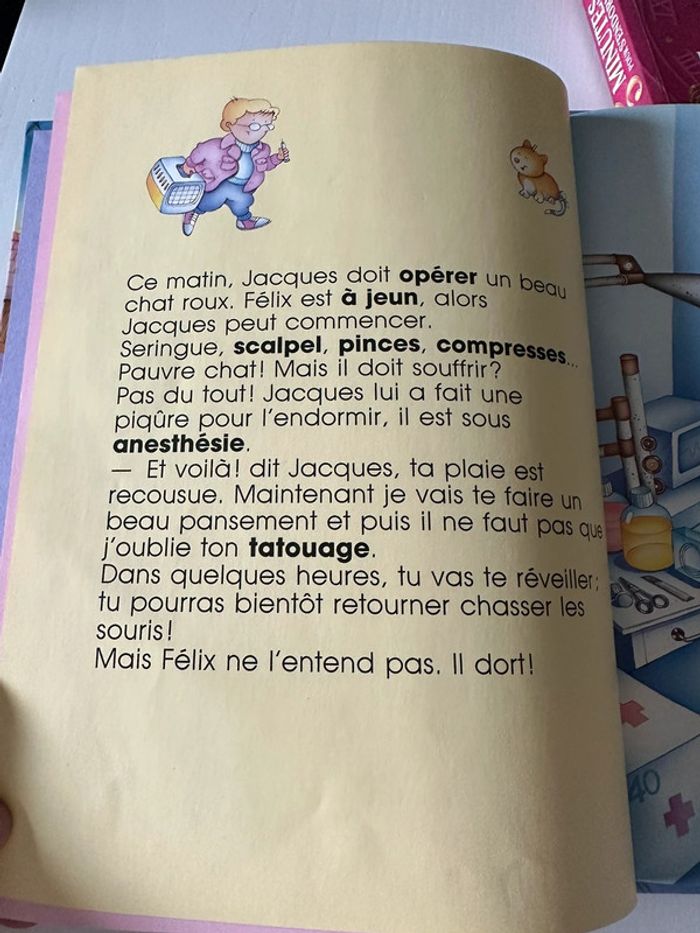 MINUTES
POUR S'ENDORMIR
5
Ce matin, Jacques doit opérer un beau
chat roux. Félix est à jeun, alors
Jacques peut commencer.
Seringue, scalpel, pinces, compresses...
Pauvre chat! Mais il doit souffrir?
Pas du tout! Jacques lui a fait une
piqûre pour l'endormir, il est sous
anesthésie.
— Et voilà! dit Jacques, ta plaie est
recousue. Maintenant je vais te faire un
beau pansement et puis il ne faut pas que
j'oublie ton tatouage.
Dans quelques heures, tu vas te réveiller;
tu pourras bientôt retourner chasser les
souris!
Mais Félix ne l'entend pas. Il dort!
40